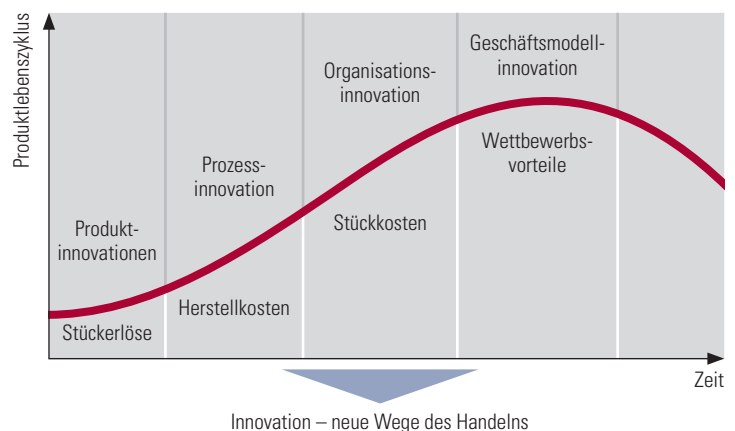 Produktlebenszyklus
Geschäftsmodell-
innovation
Organisations-
innovation
Wettbewerbs-
vorteile
Prozess-
innovation
Stückkosten
Produkt-
innovationen
Herstellkosten
Stückerlöse
Zeit
Innovation – neue Wege des Handelns